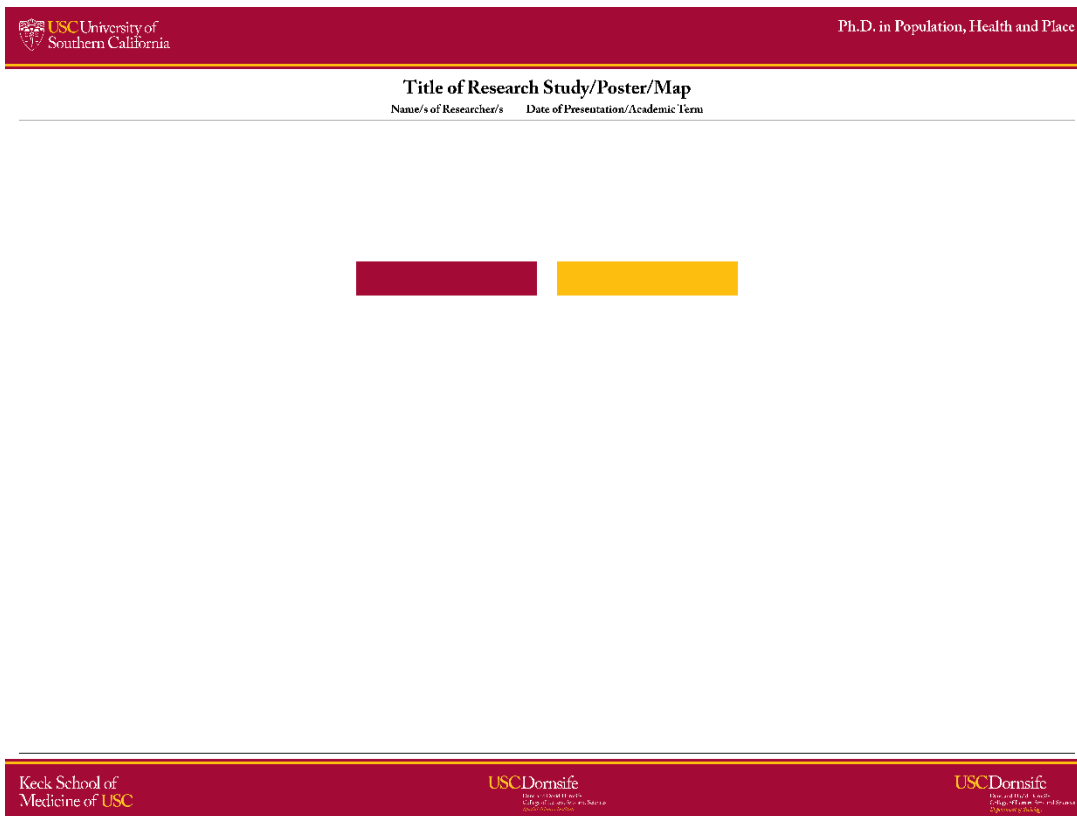 USC University of
Southern California
Ph.D. in Population, Health and Place
Title of Research Study/Poster/Map
Name/s of Researcher/s Date of Presentation/Academic Term
Keck School of
Medicine of USC
USC Dornsife
USC Dornsife